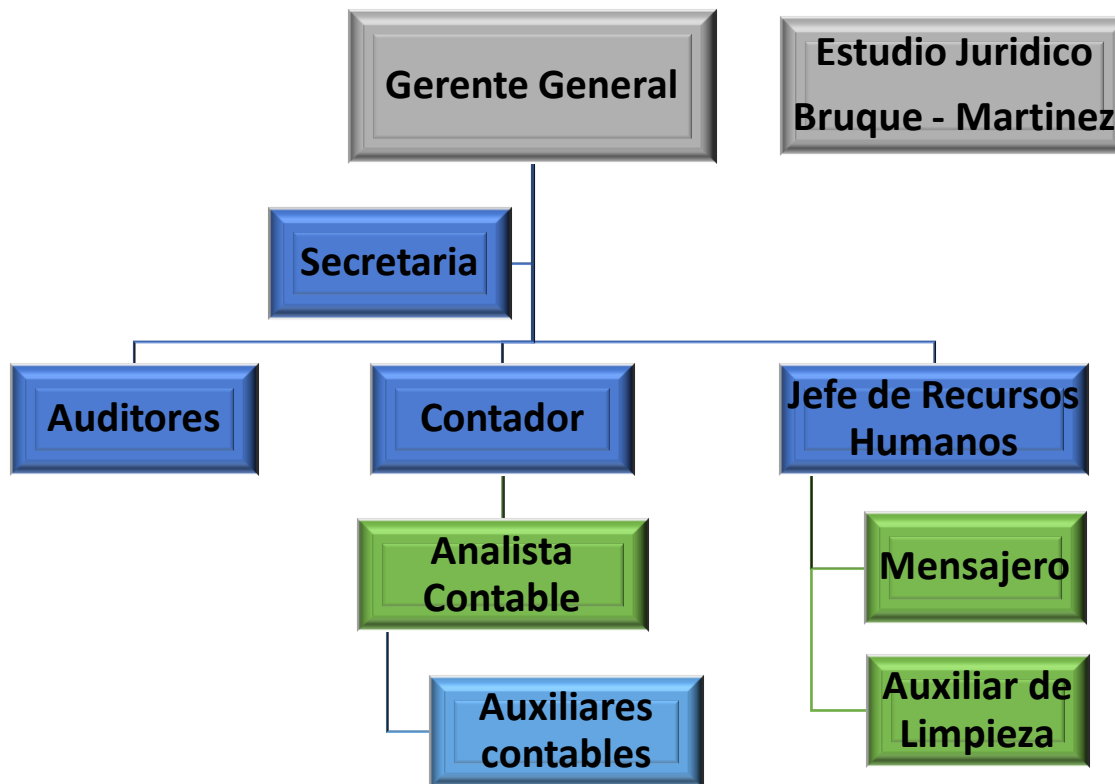 Gerente General
Estudio Juridico
Bruque - Martinez
Secretaria
Auditores
Contador
Jefe de Recursos
Humanos
Analista
Contable
Mensajero
Auxiliares
contables
Auxiliar de
Limpieza